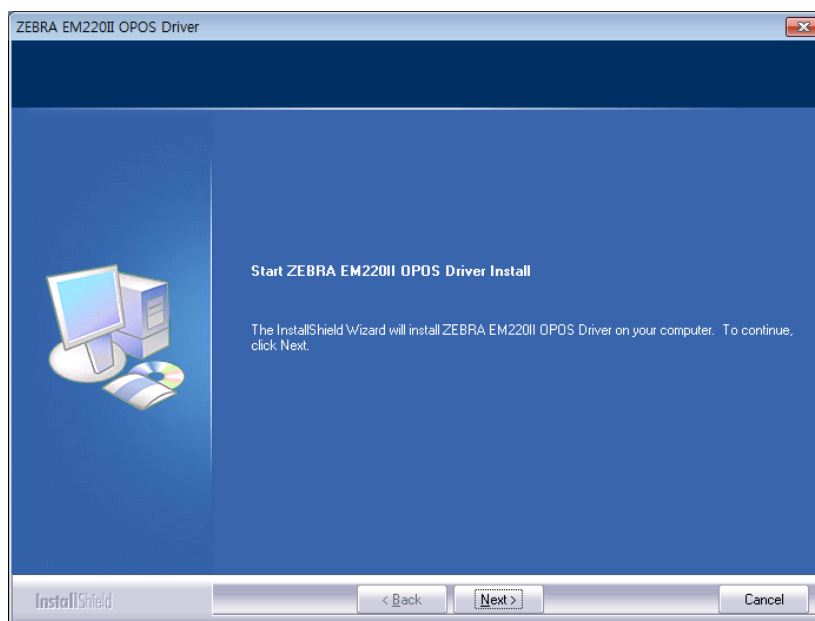 ZEBRA EM220II OPOS Driver
Start ZEBRA EM220II OPOS Driver Install
The InstallShield Wizard will install ZEBRA EM220II OPOS Driver on your computer. To continue,
click Next.
InstallShield
< Back
Next >
Cancel